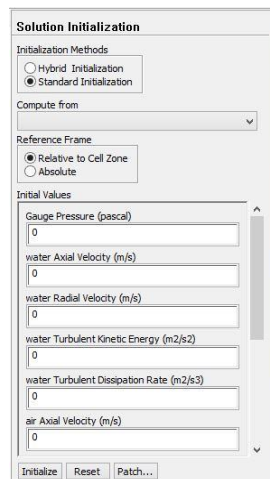 Solution Initialization
Initialization Methods
Hybrid Initialization
Standard Initialization
Compute from
Reference Frame
Relative to Cell Zone
Absolute
Initial Values
Gauge Pressure (pascal)
0
water Axial Velocity (m/s)
0
water Radial Velocity (m/s)
0
water Turbulent Kinetic Energy (m2/s2)
0
water Turbulent Dissipation Rate (m2/s3)
0
air Axial Velocity (m/s)
0
Initialize Reset Patch...